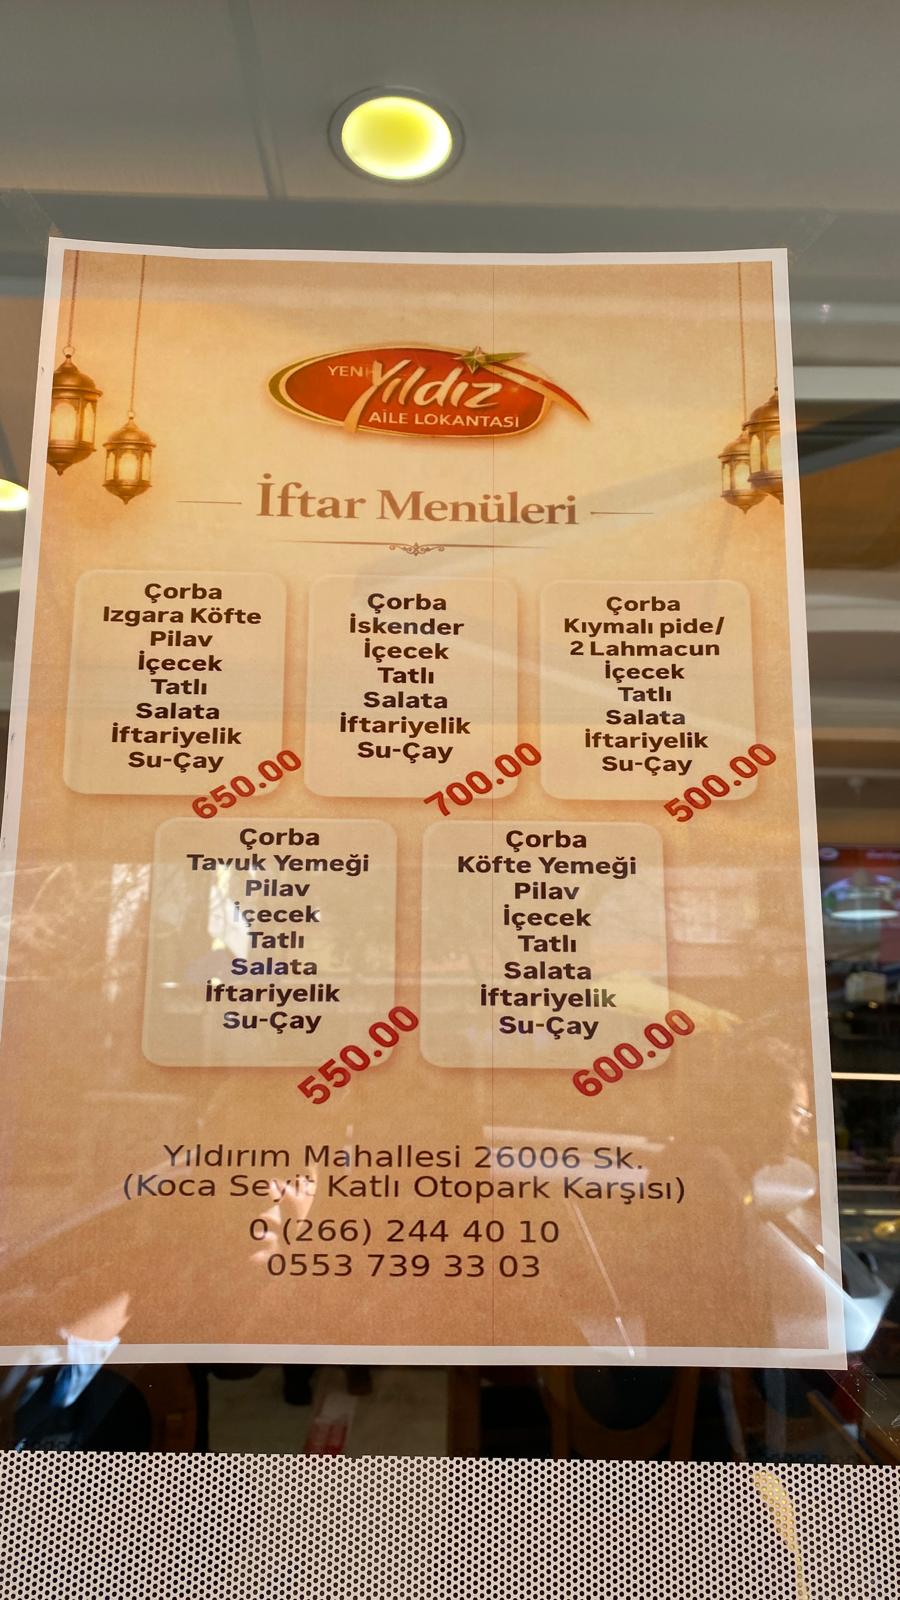 YENİ Yıldız
AİLE LOKANTASI
İftar Menüleri
Çorba
Izgara Köfte
Pilav
İçecek
Tatlı
Salata
İftariyelik
Su-Çay
650.00
Çorba
İskender
İçecek
Tatlı
Salata
İftariyelik
Su-Çay
700.00
Çorba
Kıymalı pide/
2 Lahmacun
İçecek
Tatlı
Salata
İftariyelik
Su-Çay
500.00
Çorba
Tavuk Yemeği
Pilav
İçecek
Tatlı
Salata
İftariyelik
Su-Çay
550.00
Çorba
Köfte Yemeği
Pilav
İçecek
Tatlı
Salata
İftariyelik
Su-Çay
600.00
Yıldırım Mahallesi 26006 Sk.
(Koca Seyit Katlı Otopark Karşısı)
0 (266) 244 40 10
0553 739 33 03